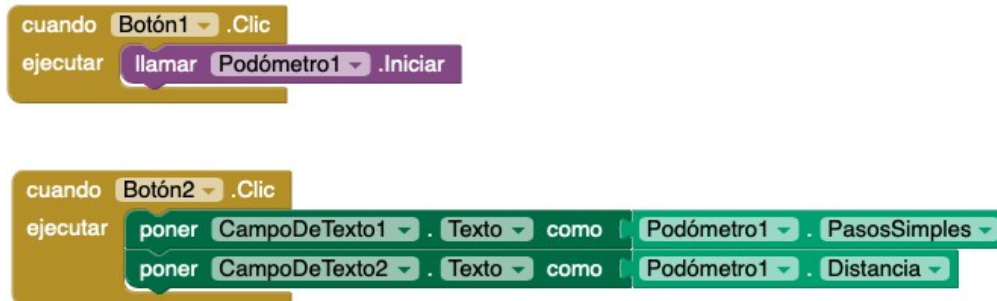 cuando Botón1 .Clic
ejecutar llamar Podómetro1 .Iniciar
cuando Botón2 .Clic
ejecutar poner CampoDeTexto1 . Texto como Podómetro1 . PasosSimples
poner CampoDeTexto2 . Texto como Podómetro1 . Distancia